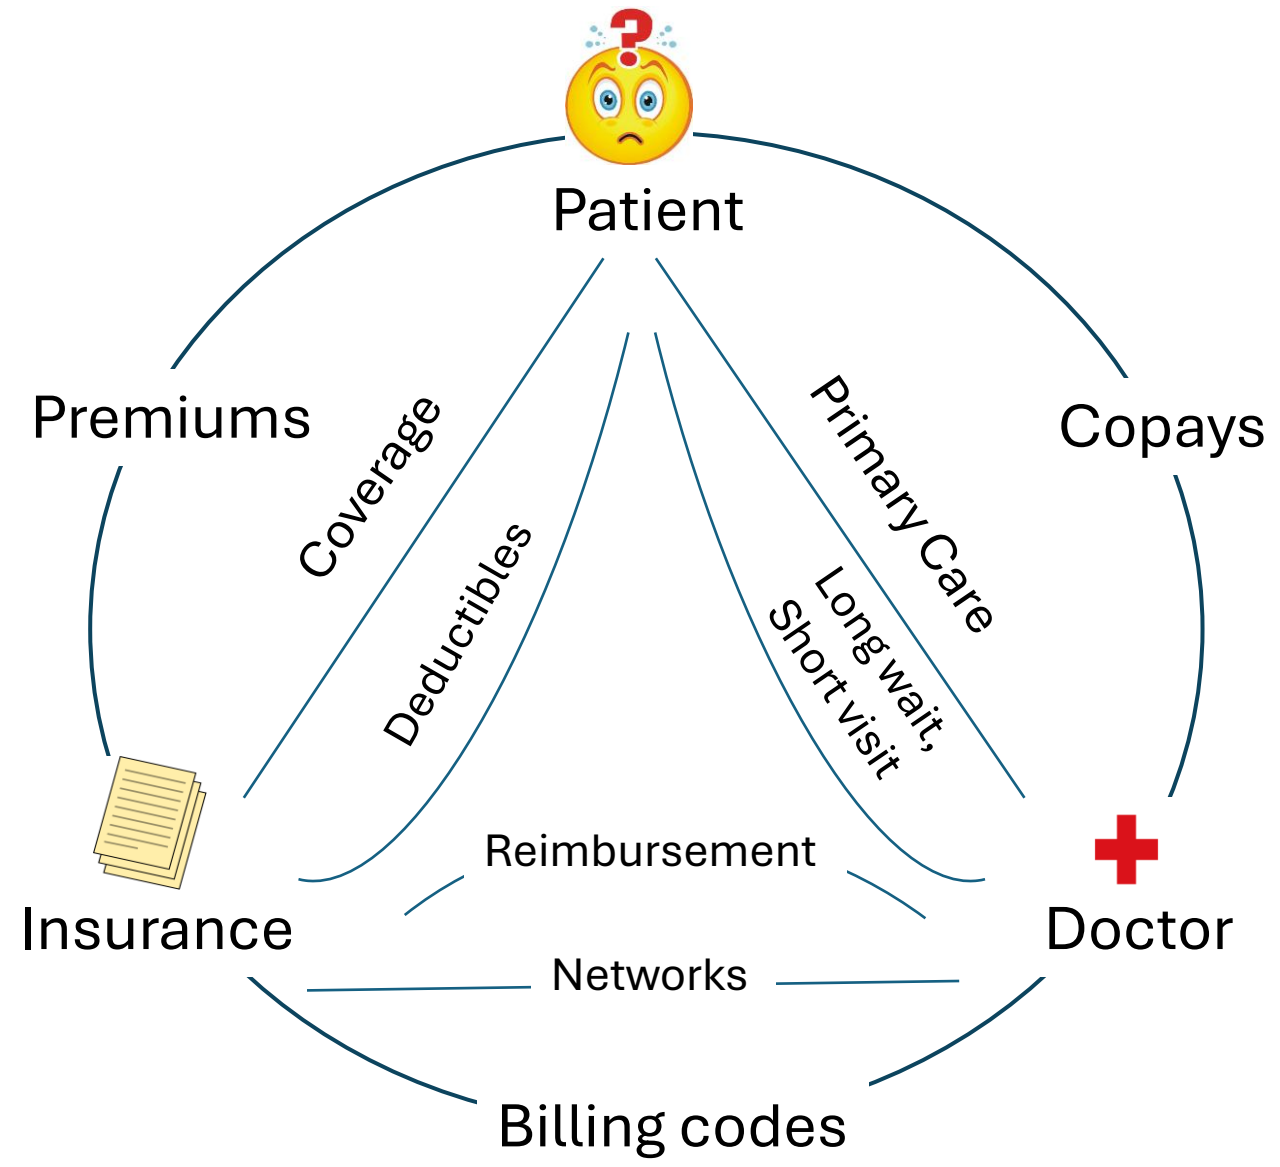 ?
Patient
Premiums
Copays
Coverage
Primary Care
Deductibles
Long wait,
Short visit
Reimbursement
Insurance
Doctor
Networks
Billing codes